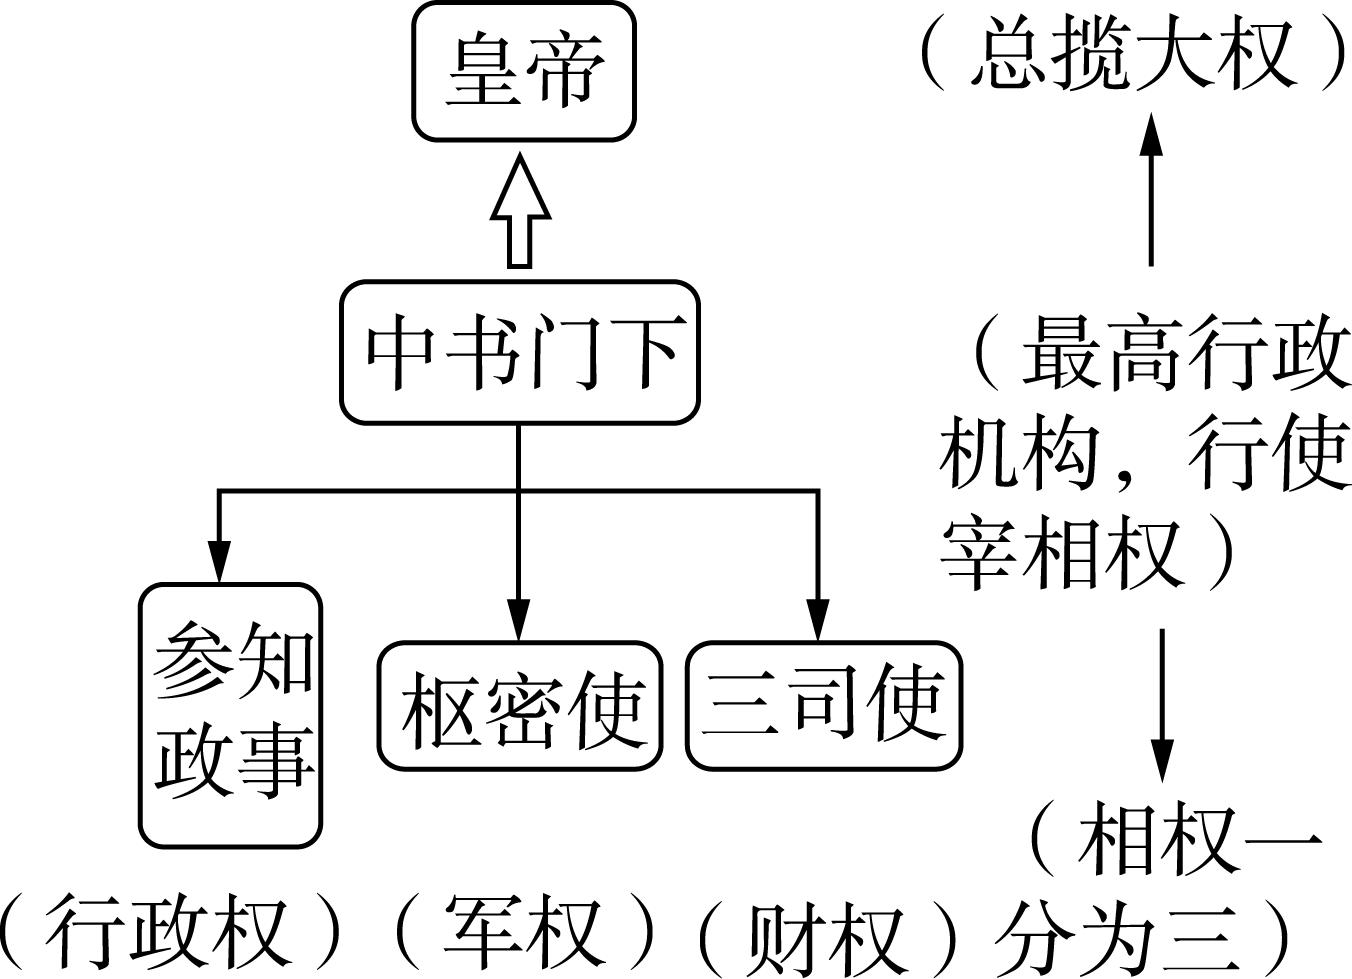 皇帝
（总揽大权）
中书门下
（最高行政
机构，行使
宰相权）
参知
政事
枢密使
三司使
（行政权）
（军权）
（财权）
（相权一
分为三）